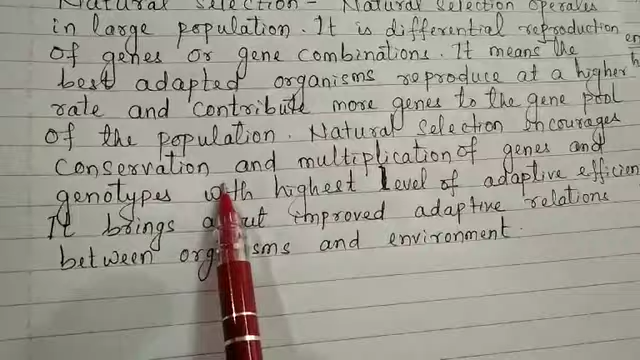 Natural Selection - Natural Selection Operates
in large population. It is differential reproduction
of genes or gene combinations. It means the
best adapted organisms reproduce at a higher
rate and contribute more genes to the gene pool
of the population. Natural Selection Encourages
Conservation and multiplication of genes and
genotypes with highest level of adaptive efficien
It brings about improved adaptive relations
between organisms and environment.